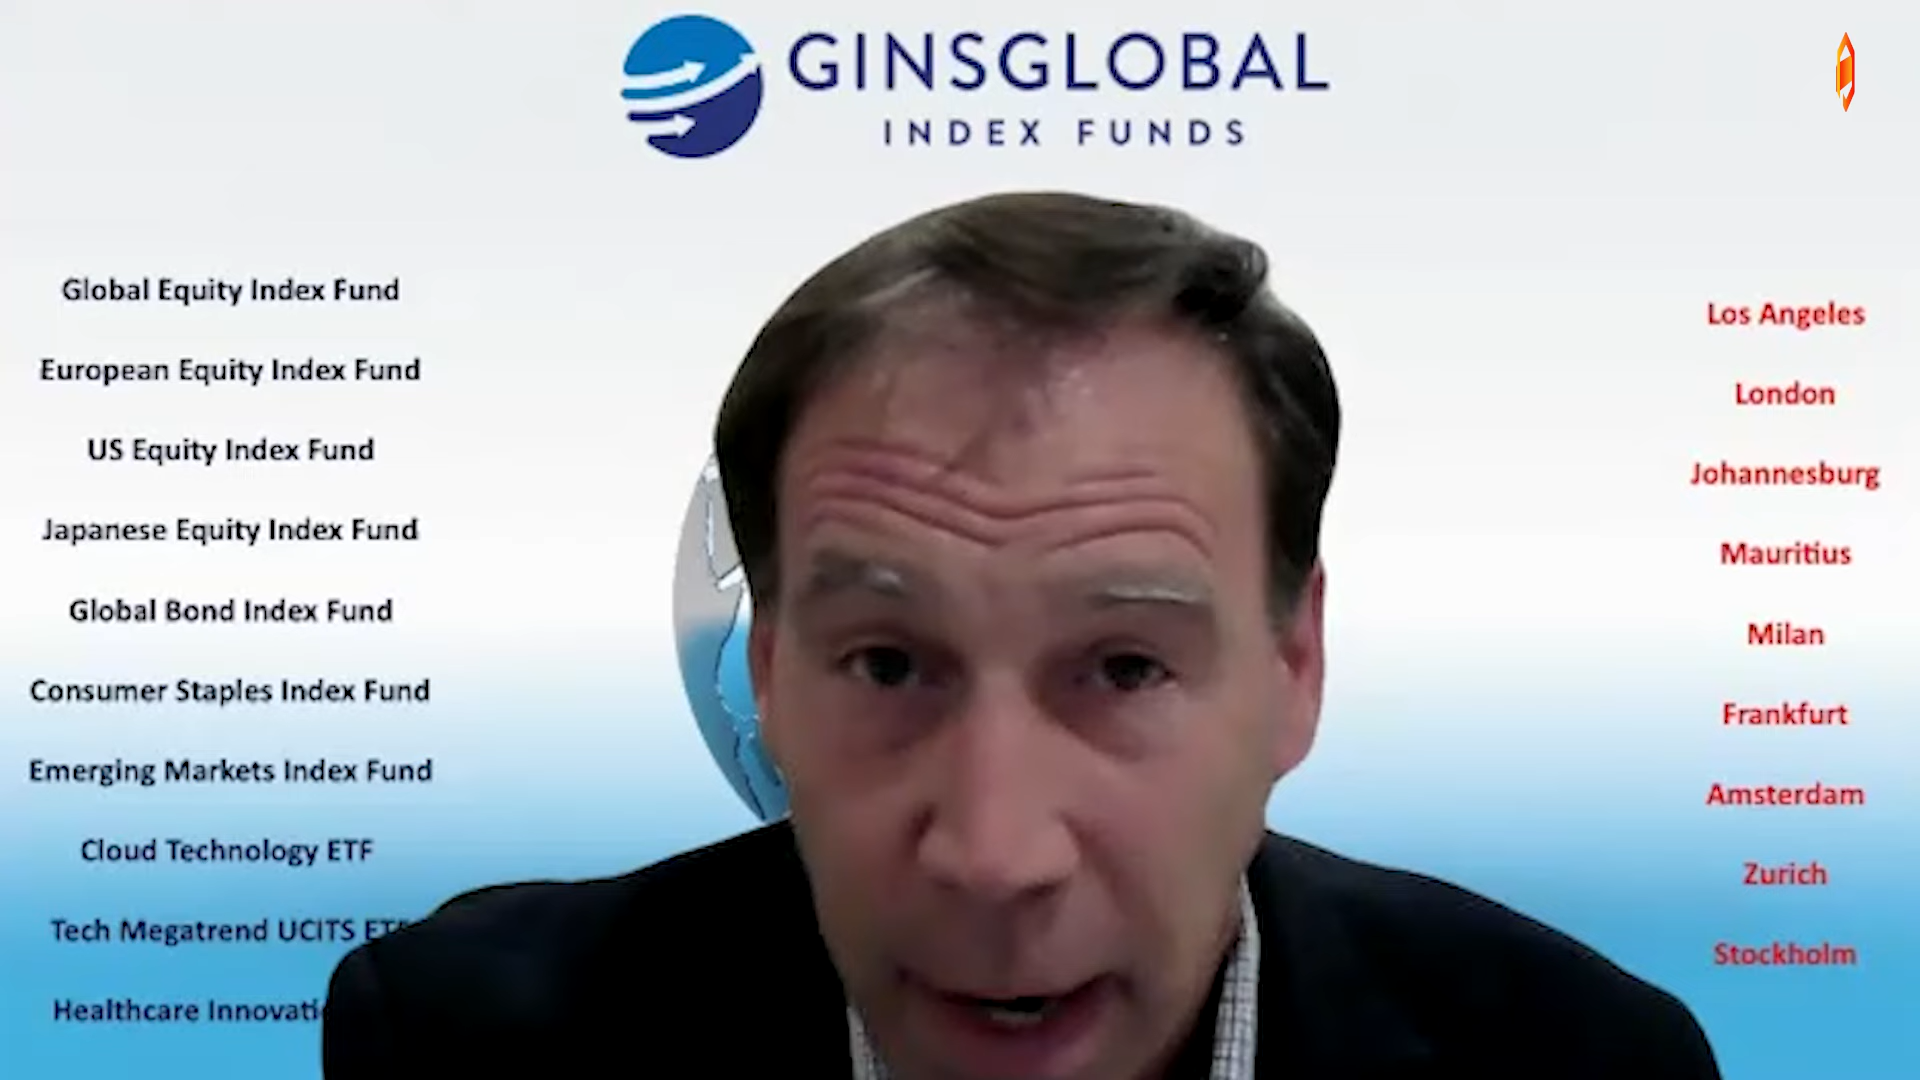 GINSGLOBAL
INDEX FUNDS
Global Equity Index Fund
European Equity Index Fund
US Equity Index Fund
Japanese Equity Index Fund
Global Bond Index Fund
Consumer Staples Index Fund
Emerging Markets Index Fund
Cloud Technology ETF
Tech Megatrend UCITS
Healthcare
Los Angeles
London
Johannesburg
Mauritius
Milan
Frankfurt
Amsterdam
Zurich
Stockholm